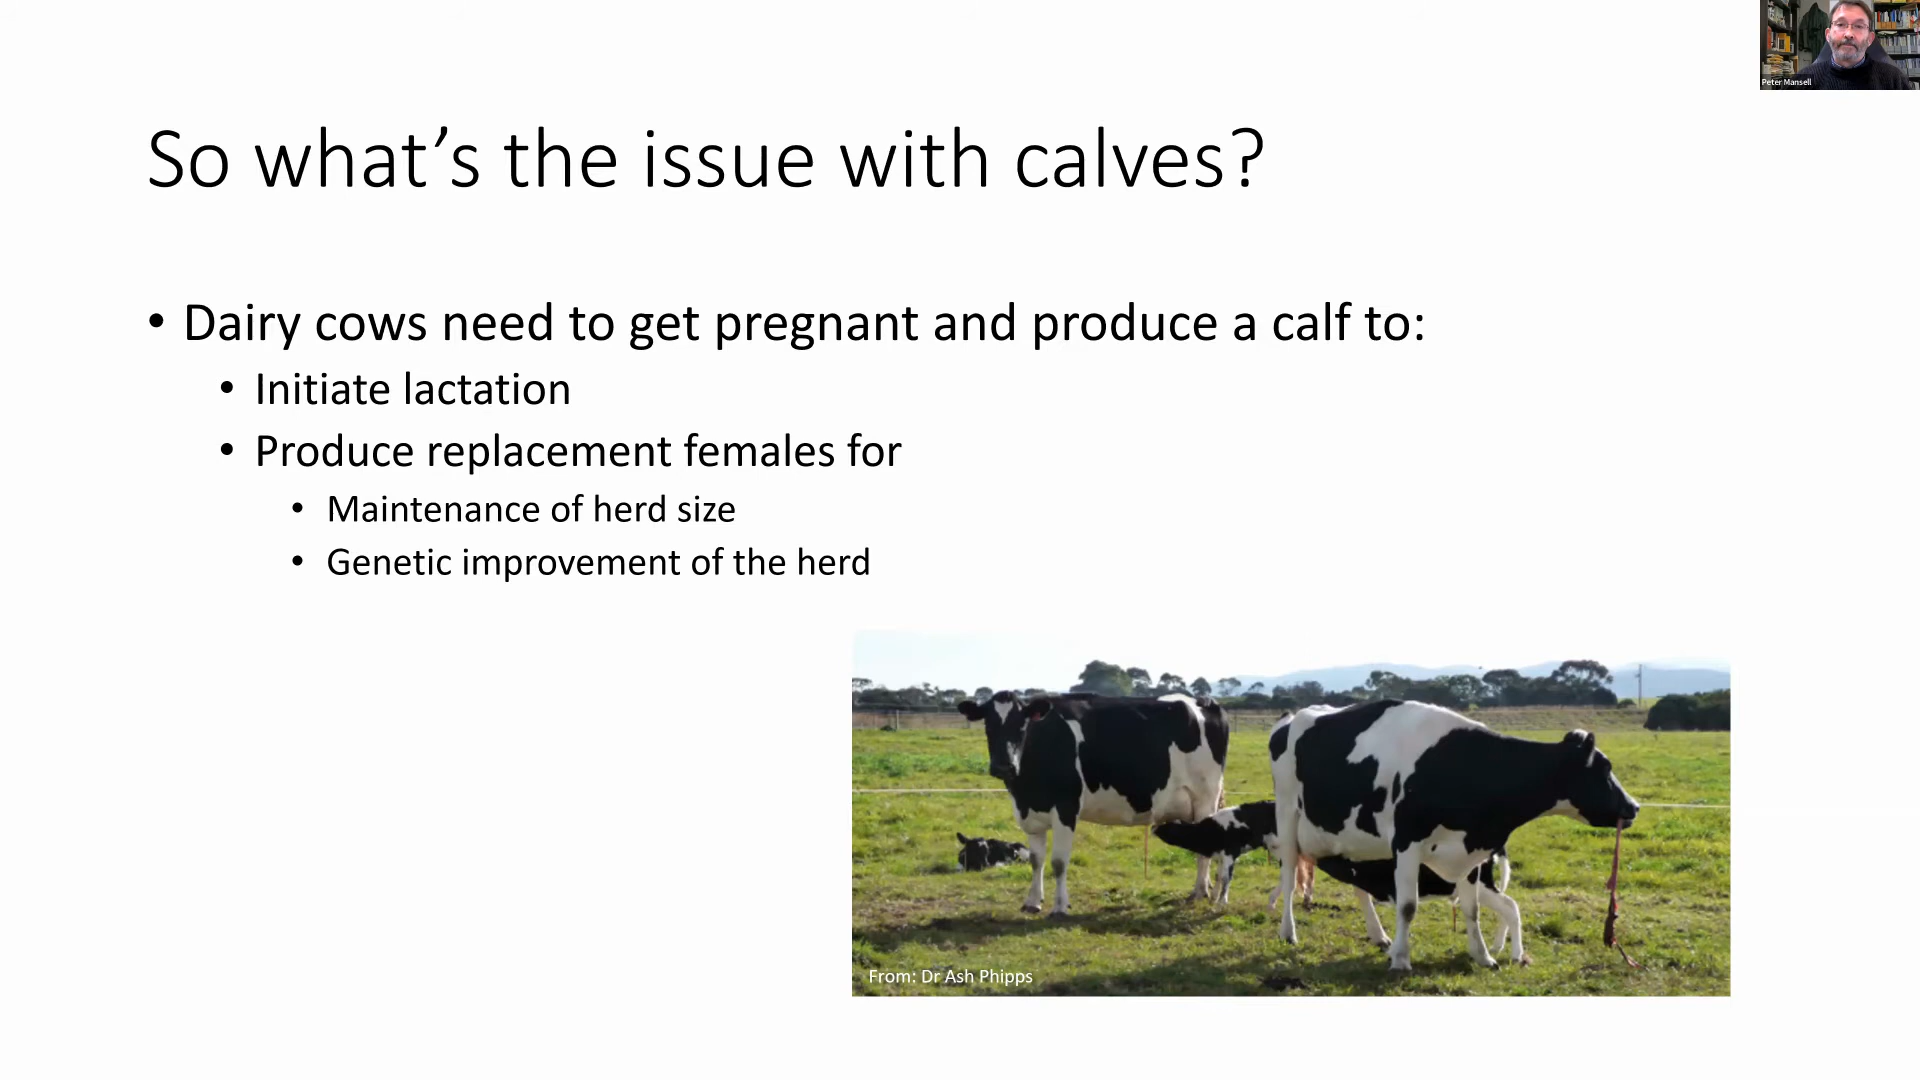 Peter Mansell
So what’s the issue with calves?
• Dairy cows need to get pregnant and produce a calf to:
• Initiate lactation
• Produce replacement females for
• Maintenance of herd size
• Genetic improvement of the herd
From: Dr Ash Phipps